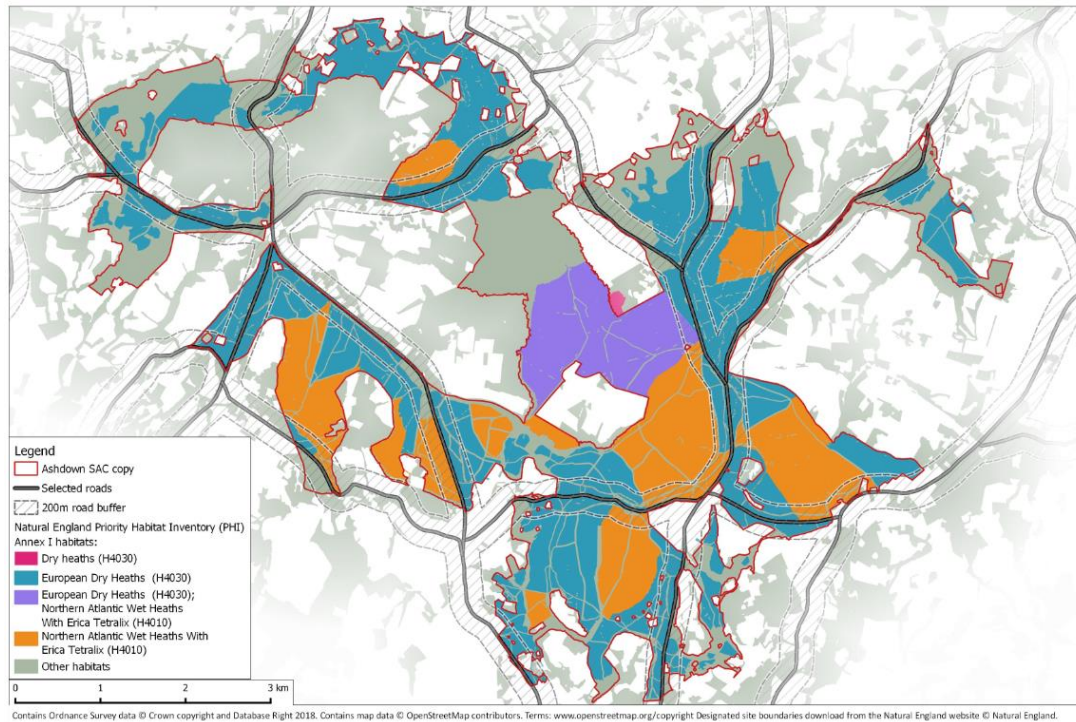 Legend
Ashdown SAC copy
Selected roads
200m road buffer
Natural England Priority Habitat Inventory (PHI)
Annex I habitats:
Dry heaths (H4030)
European Dry Heaths (H4030)
European Dry Heaths (H4030);
Northern Atlantic Wet Heaths
With Erica Tetralix (H4010)
Northern Atlantic Wet Heaths With
Erica Tetralix (H4010)
Other habitats
0 1 2 3 km
Contains Ordnance Survey data © Crown copyright and Database Right 2018. Contains map data © OpenStreetMap contributors. Terms: www.openstreetmap.org/copyright Designated site boundaries download from the Natural England website © Natural England.